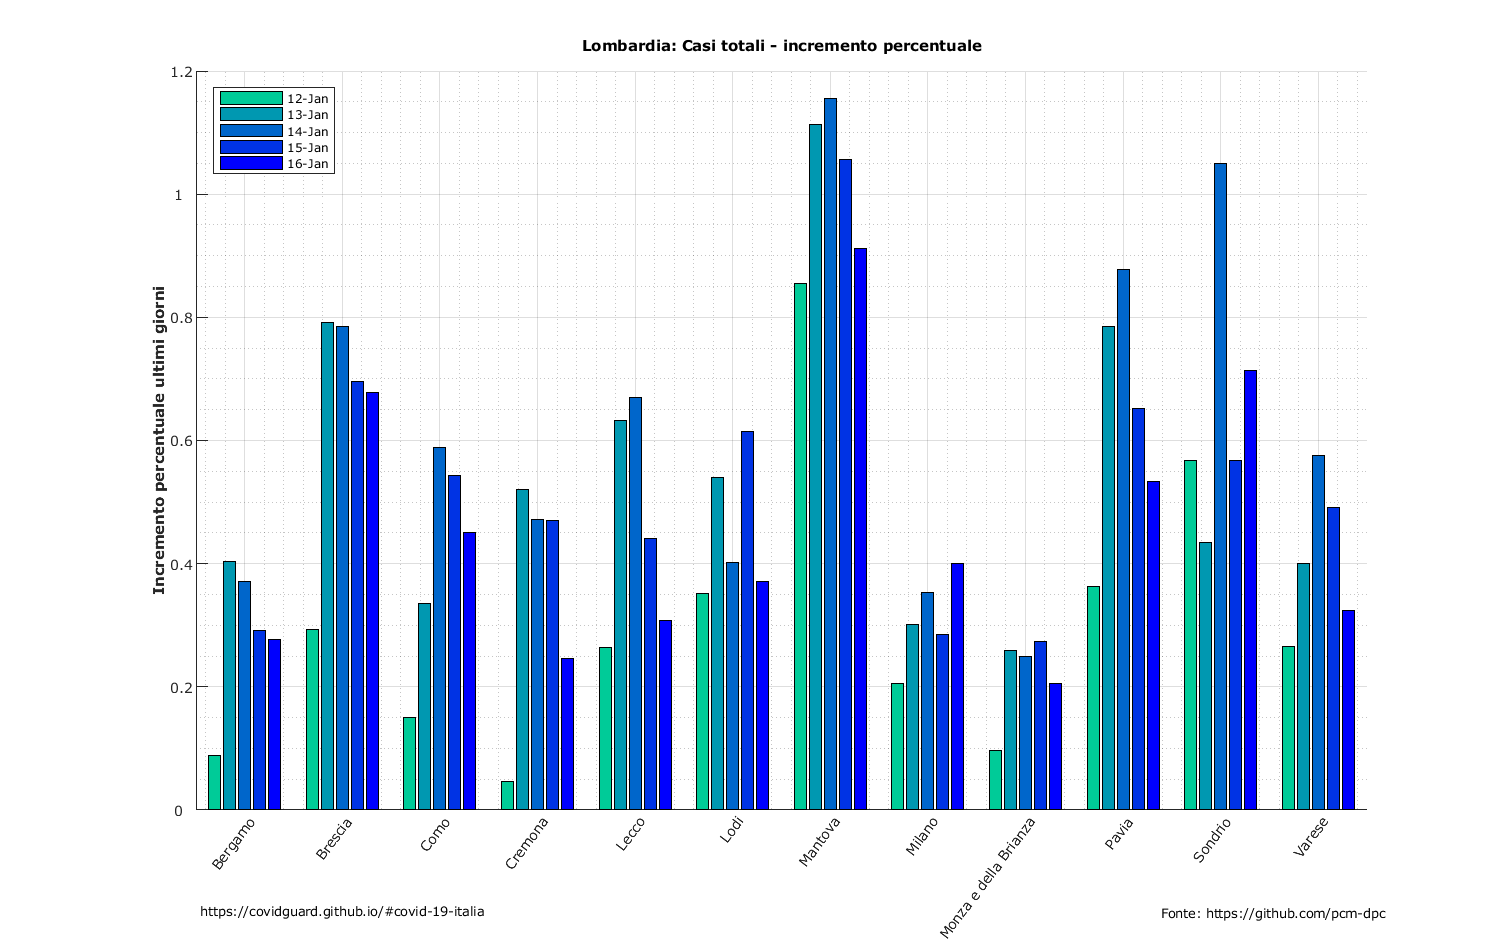 Lombardia: Casi totali - incremento percentuale
1.2
1
0.8
0.6
0.4
0.2
0
Incremento percentuale ultimi giorni
12-Jan
13-Jan
14-Jan
15-Jan
16-Jan
Bergamo
Brescia
Como
Cremona
Lecco
Lodi
Mantova
Milano
Monza e della Brianza
Pavia
Sondrio
Varese
https://covidguard.github.io/#covid-19-italia
Fonte: https://github.com/pcm-dpc